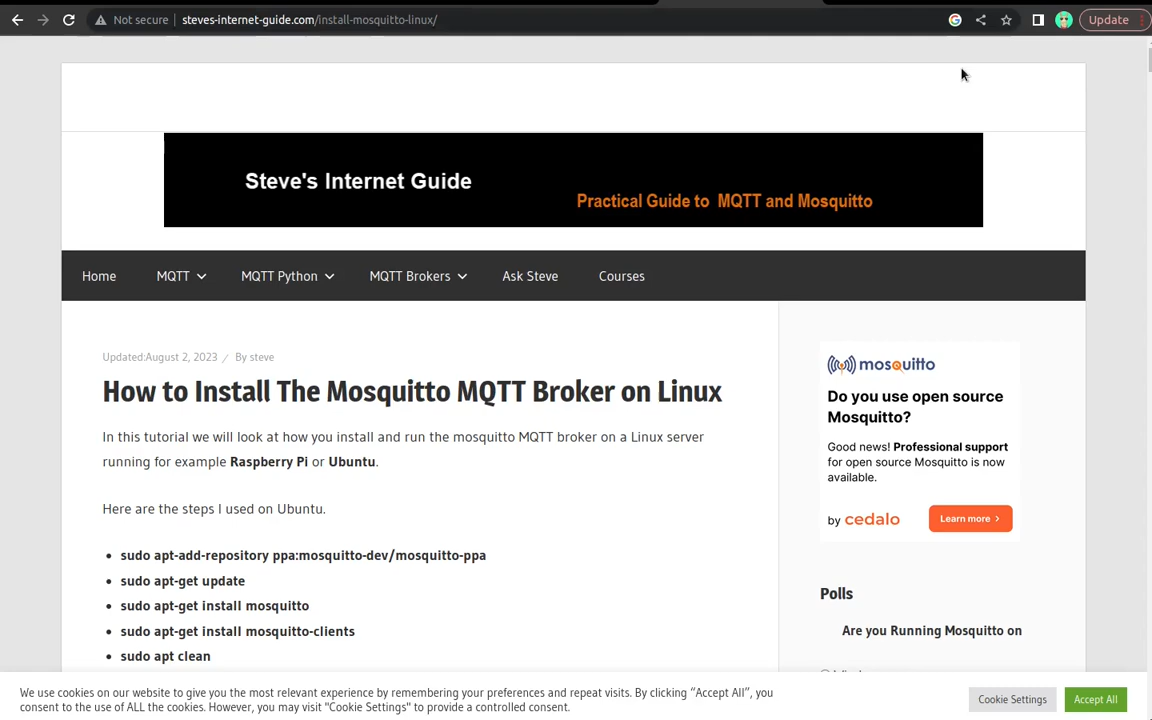 Not secure steves-internet-guide.com/install-mosquitto-linux/ Update
Steve's Internet Guide
Practical Guide to MQTT and Mosquitto
Home MQTT MQTT Python MQTT Brokers Ask Steve Courses
Updated:August 2, 2023 / By steve
How to Install The Mosquitto MQTT Broker on Linux
In this tutorial we will look at how you install and run the mosquitto MQTT broker on a Linux server
running for example Raspberry Pi or Ubuntu.
Here are the steps I used on Ubuntu.
sudo apt-add-repository ppa:mosquitto-dev/mosquitto-ppa
sudo apt-get update
sudo apt-get install mosquitto
sudo apt-get install mosquitto-clients
sudo apt clean
mosquitto
Do you use open source
Mosquitto?
Good news! Professional support
for open source Mosquitto is now
available.
by cedalo Learn more >
Polls
Are you Running Mosquitto on
We use cookies on our website to give you the most relevant experience by remembering your preferences and repeat visits. By clicking “Accept All”, you
consent to the use of ALL the cookies. However, you may visit "Cookie Settings" to provide a controlled consent.
Cookie Settings Accept All